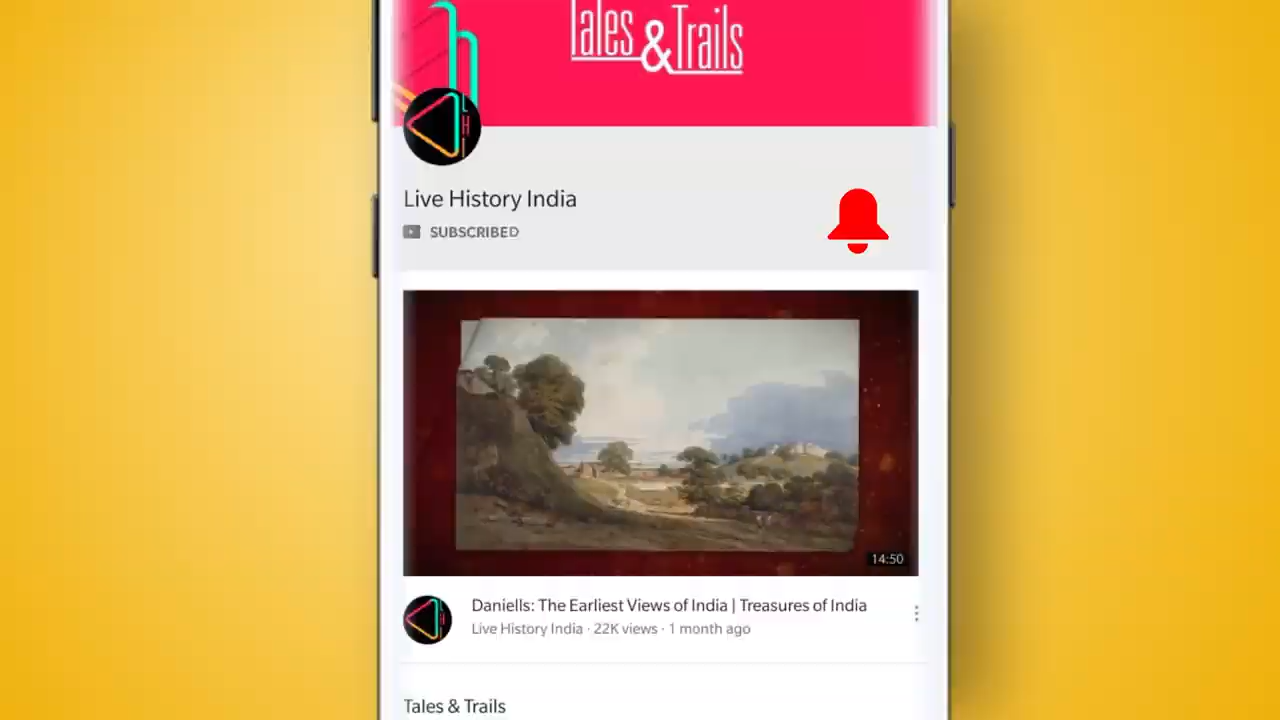 Tales & Trails
LHI
Live History India
SUBSCRIBED
14:50
Daniells: The Earliest Views of India | Treasures of India
Live History India · 22K views · 1 month ago
Tales & Trails